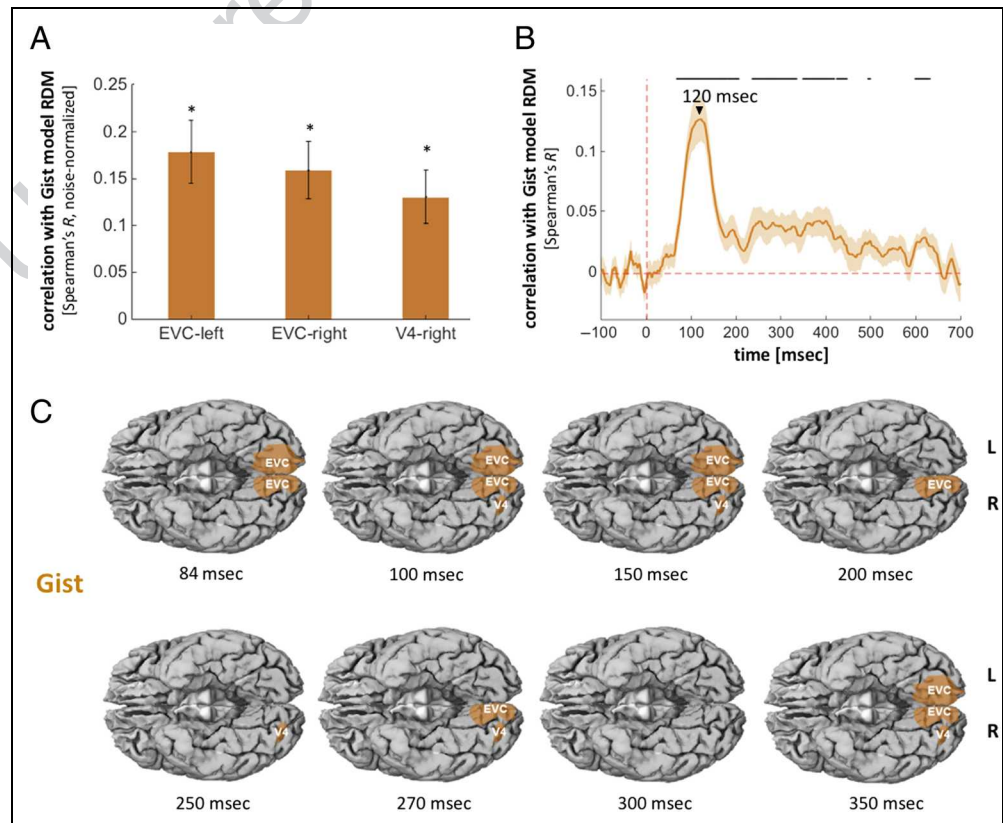 A
correlation with Gist model RDM
[Spearman's R, noise-normalized]
0.25
0.2
0.15
0.1
0.05
0
*
*
*
EVC-left
EVC-right
V4-right
B
correlation with Gist model RDM
[Spearman's R]
0.15
0.1
0.05
0
120 msec
−100
0
100
200
300
400
500
600
700
time [msec]
C
Gist
EVC
EVC
84 msec
EVC
EVC
V4
100 msec
EVC
EVC
V4
150 msec
EVC
200 msec
L
R
V4
250 msec
EVC
V4
270 msec
300 msec
EVC
EVC
V4
350 msec
L
R